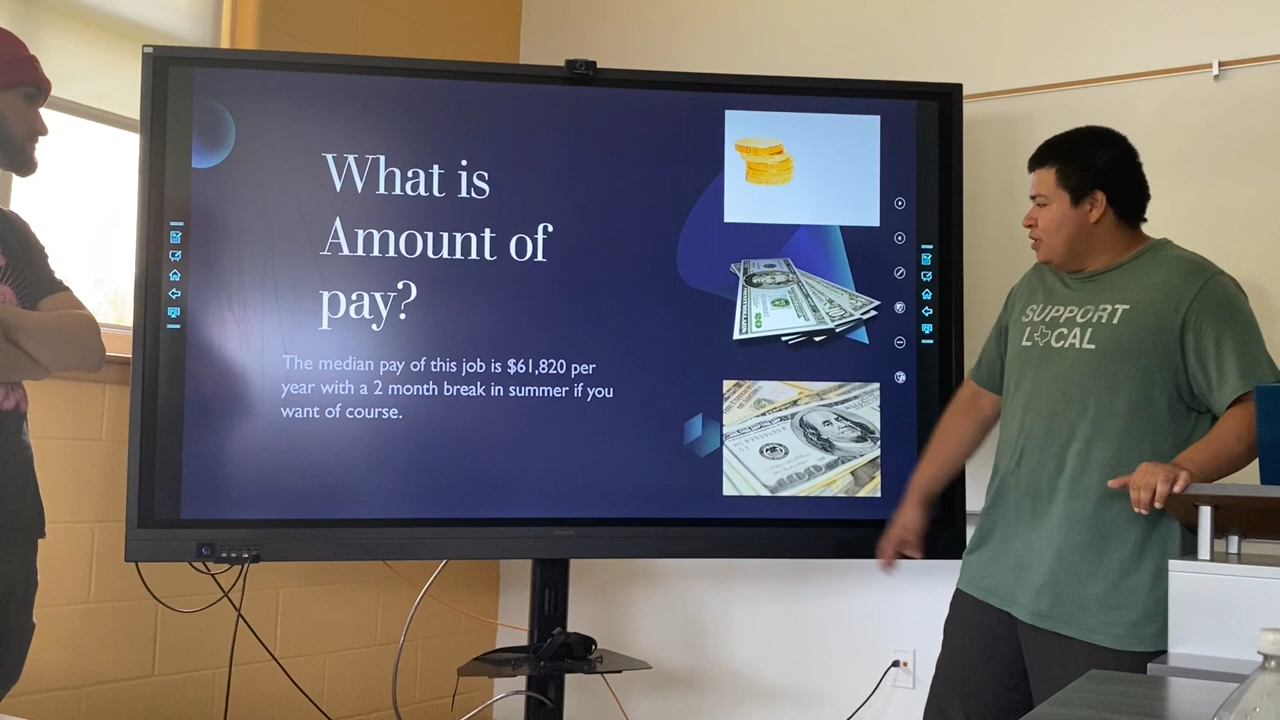 What is
Amount of
pay?
The median pay of this job is $61,820 per
year with a 2 month break in summer if you
want of course.
SUPPORT
LOCAL